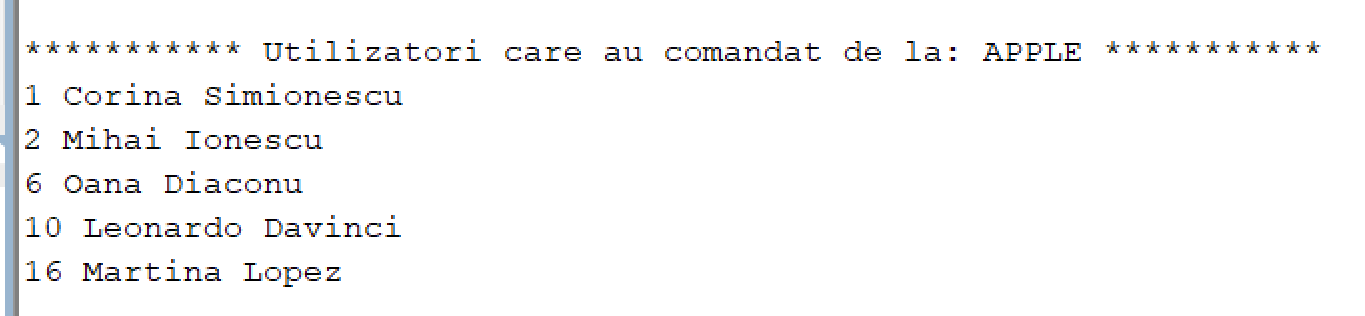 *********** Utilizatori care au comandat de la: APPLE ***********
1 Corina Simionescu
2 Mihai Ionescu
6 Oana Diaconu
10 Leonardo Davinci
16 Martina Lopez